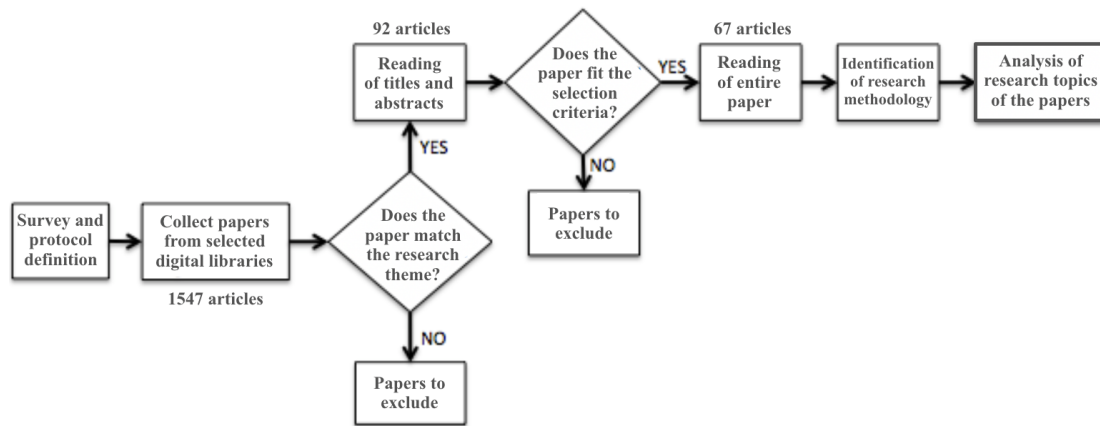 Survey and
protocol
definition
Collect papers
from selected
digital libraries
1547 articles
Does the
paper match
the research
theme?
NO
Papers to
exclude
YES
92 articles
Reading
of titles and
abstracts
Does the
paper fit the
selection
criteria?
NO
Papers to
exclude
YES
67 articles
Reading
of entire
paper
Identification
of research
methodology
Analysis of
research topics
of the papers